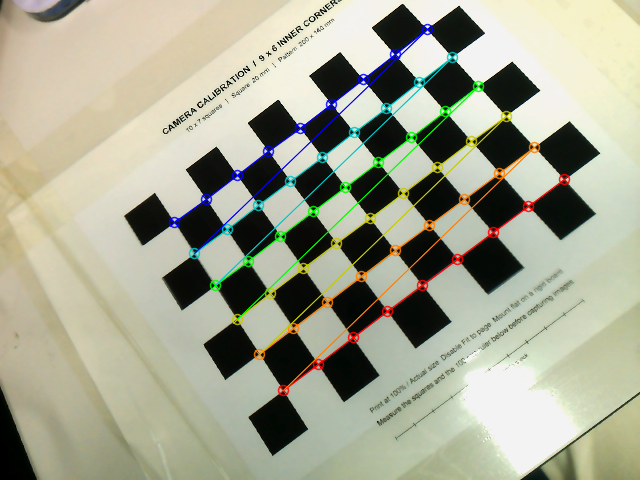 CAMERA CALIBRATION / 9 x 6 INNER CORNERS
10 x 7 squares | Square: 20 mm | Pattern: 200 x 140 mm
Print at 100% / Actual size. Disable Fit to page. Mount flat on a rigid board.
Measure the squares and the 100 ruler below before capturing images.
mm